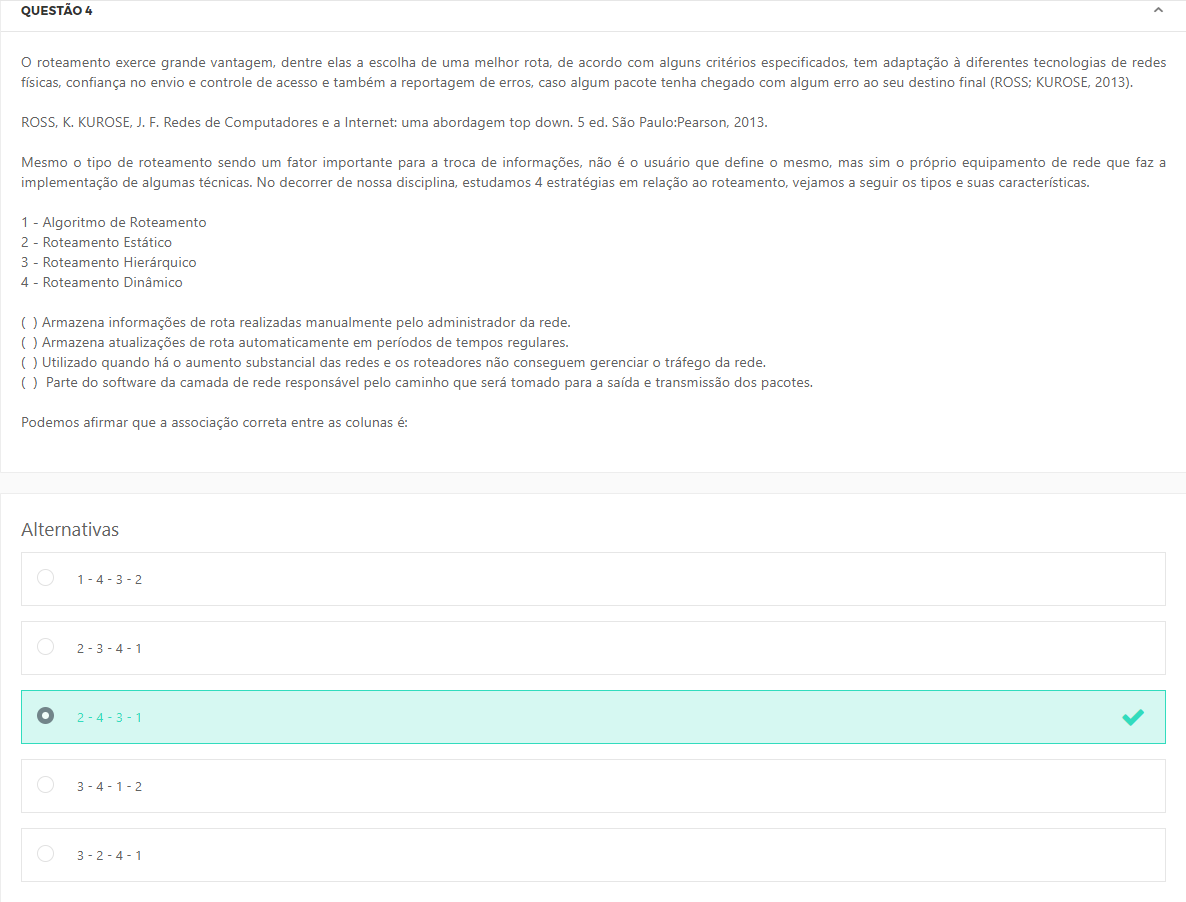 QUESTÃO 4
O roteamento exerce grande vantagem, dentre elas a escolha de uma melhor rota, de acordo com alguns critérios especificados, tem adaptação à diferentes tecnologias de redes
físicas, confiança no envio e controle de acesso e também a reportagem de erros, caso algum pacote tenha chegado com algum erro ao seu destino final (ROSS; KUROSE, 2013).
ROSS, K. KUROSE, J. F. Redes de Computadores e a Internet: uma abordagem top down. 5 ed. São Paulo:Pearson, 2013.
Mesmo o tipo de roteamento sendo um fator importante para a troca de informações, não é o usuário que define o mesmo, mas sim o próprio equipamento de rede que faz a
implementação de algumas técnicas. No decorrer de nossa disciplina, estudamos 4 estratégias em relação ao roteamento, vejamos a seguir os tipos e suas características.
1 - Algoritmo de Roteamento
2 - Roteamento Estático
3 - Roteamento Hierárquico
4 - Roteamento Dinâmico
( ) Armazena informações de rota realizadas manualmente pelo administrador da rede.
( ) Armazena atualizações de rota automaticamente em períodos de tempos regulares.
( ) Utilizado quando há o aumento substancial das redes e os roteadores não conseguem gerenciar o tráfego da rede.
( ) Parte do software da camada de rede responsável pelo caminho que será tomado para a saída e transmissão dos pacotes.
Podemos afirmar que a associação correta entre as colunas é:
Alternativas
1 - 4 - 3 - 2
2 - 3 - 4 - 1
2 - 4 - 3 - 1
3 - 4 - 1 - 2
3 - 2 - 4 - 1